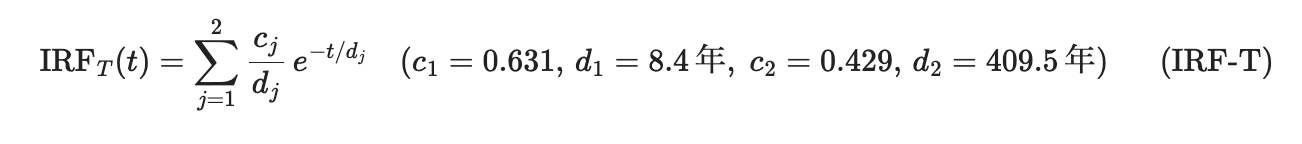 IRF_T(t) = \sum_{j=1}^{2} \frac{c_j}{d_j} e^{-t/d_j} (c_1 = 0.631, d_1 = 8.4 年, c_2 = 0.429, d_2 = 409.5 年) (IRF-T)